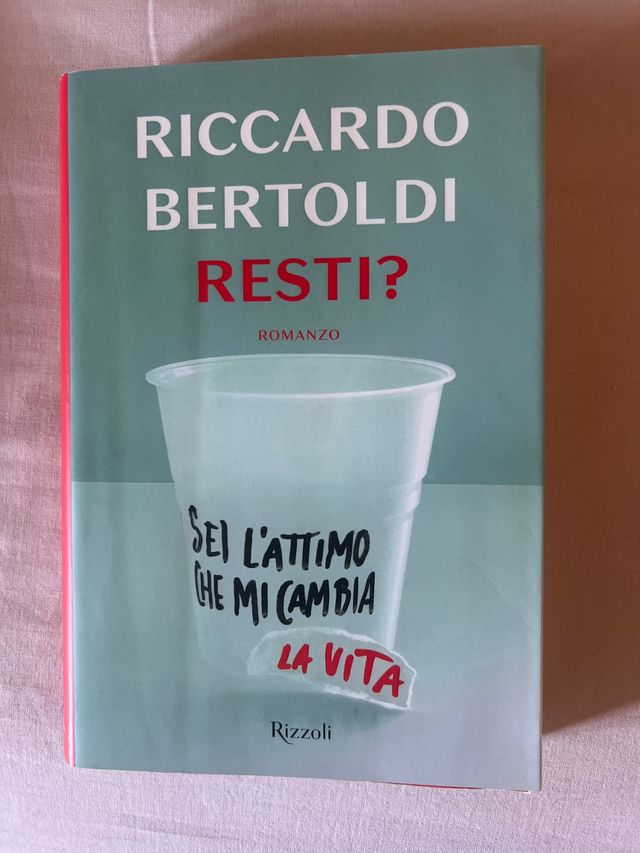 RICCARDO
BERTOLDI
RESTI?
ROMANZO
SEI L'ATTIMO
CHE MI CAMBIA
LA VITA
Rizzoli